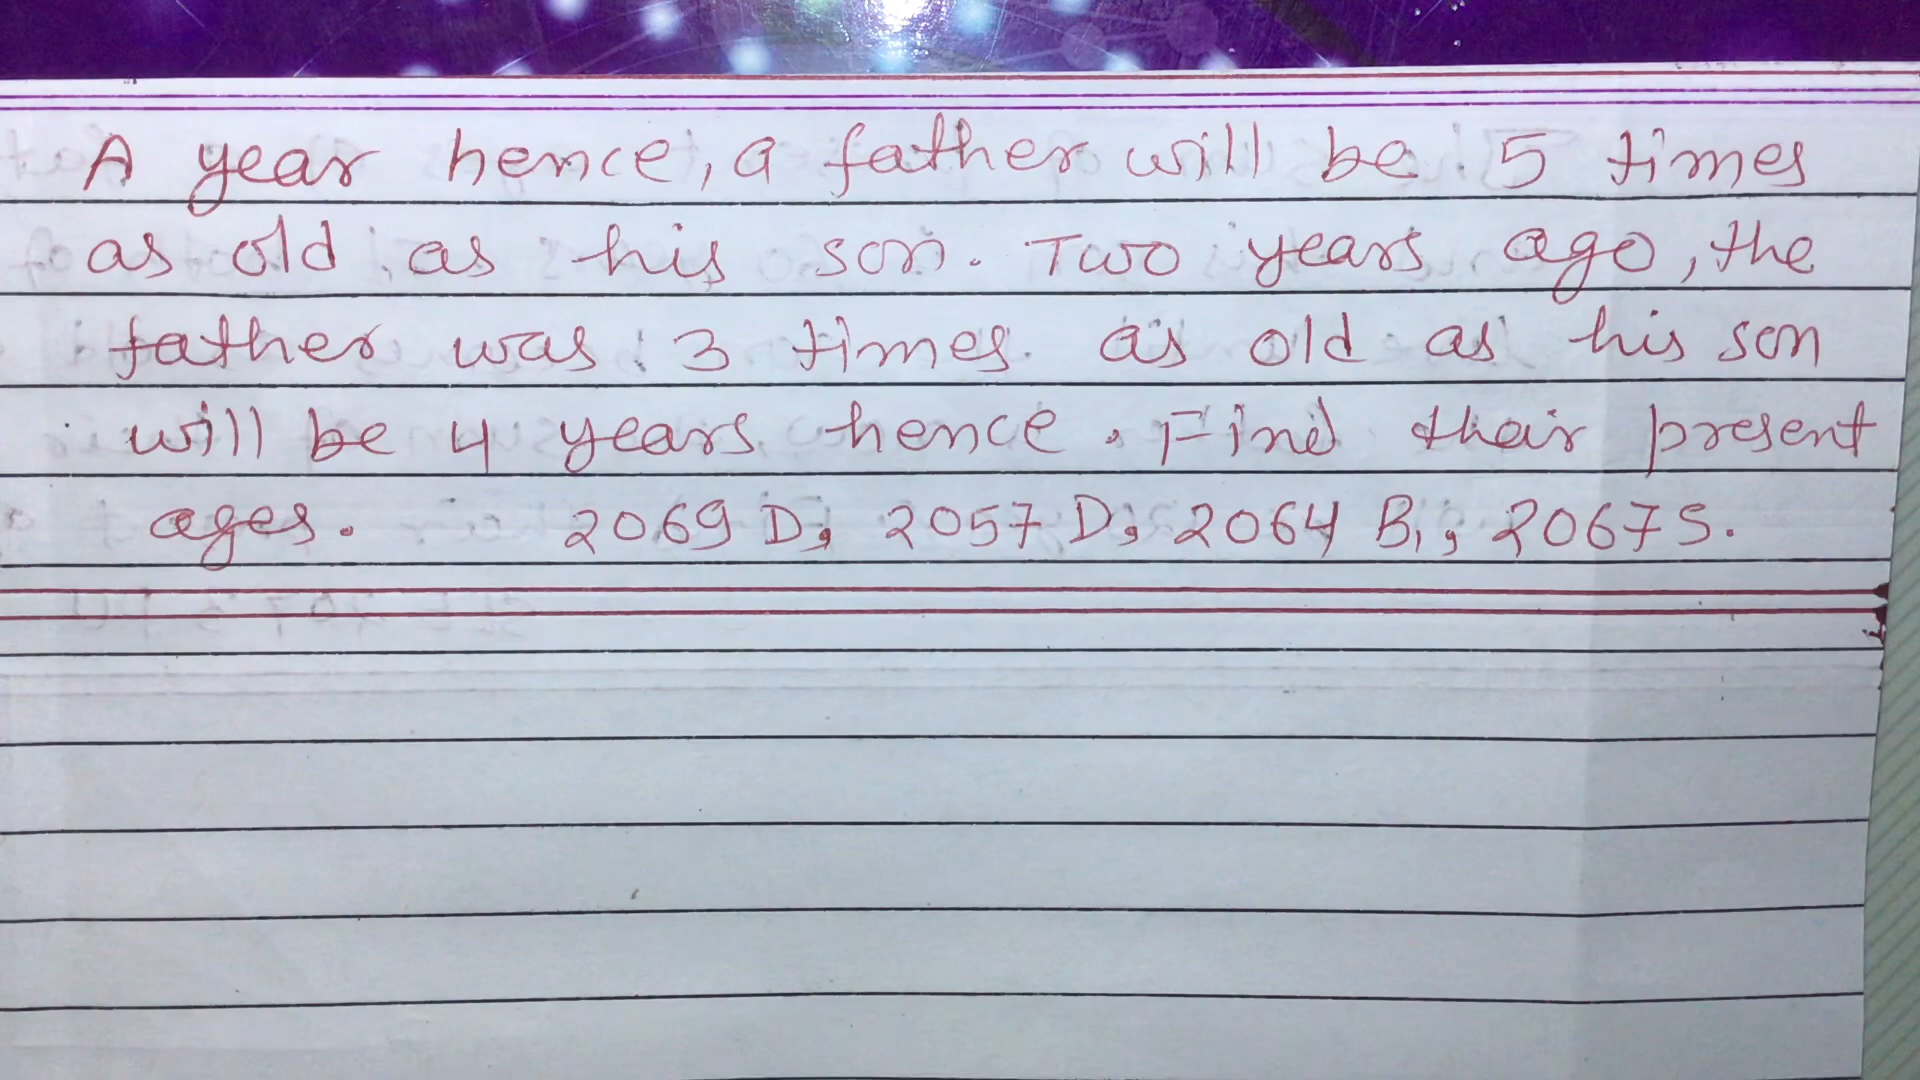 A year hence, a father will be 5 times
as old as his son. Two years ago, the
father was 3 times as old as his son
will be 4 years hence. Find their present
ages. 2069 D, 2057 D, 2064 B1, 2067 S.